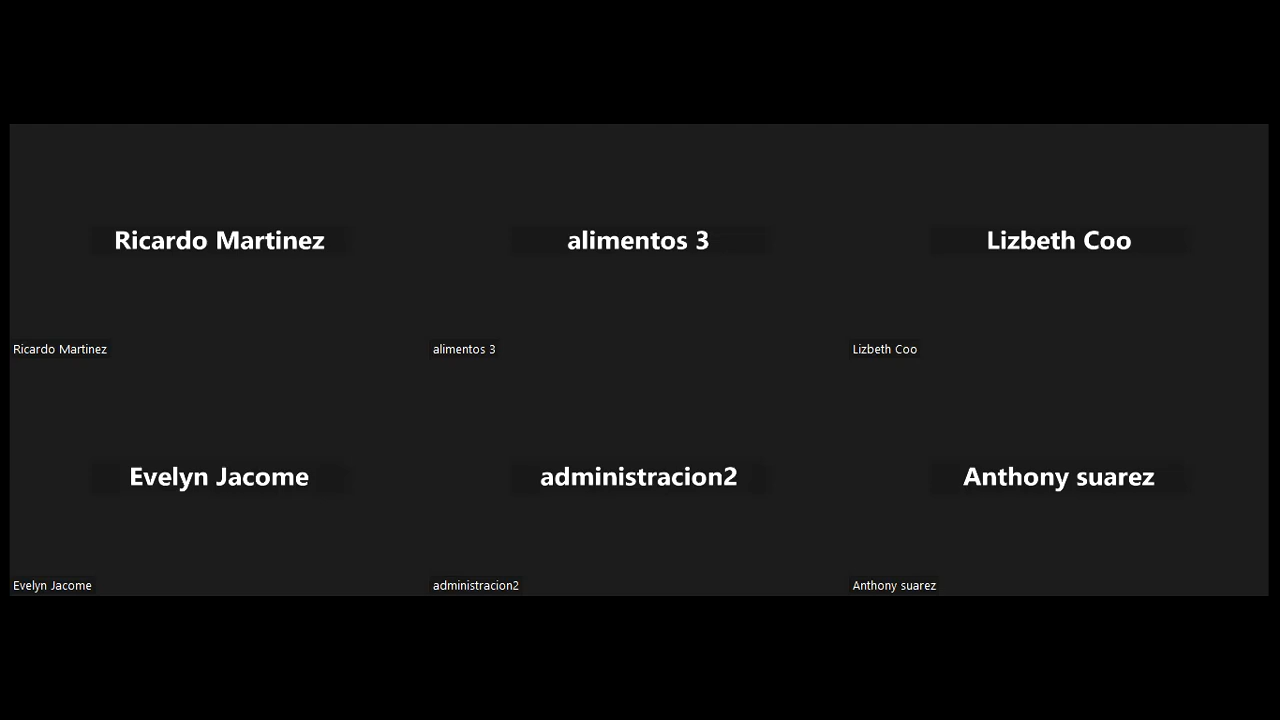 Ricardo Martinez
alimentos 3
Lizbeth Coo
Ricardo Martinez
alimentos 3
Lizbeth Coo
Evelyn Jacome
administracion2
Anthony suarez
Evelyn Jacome
administracion2
Anthony suarez